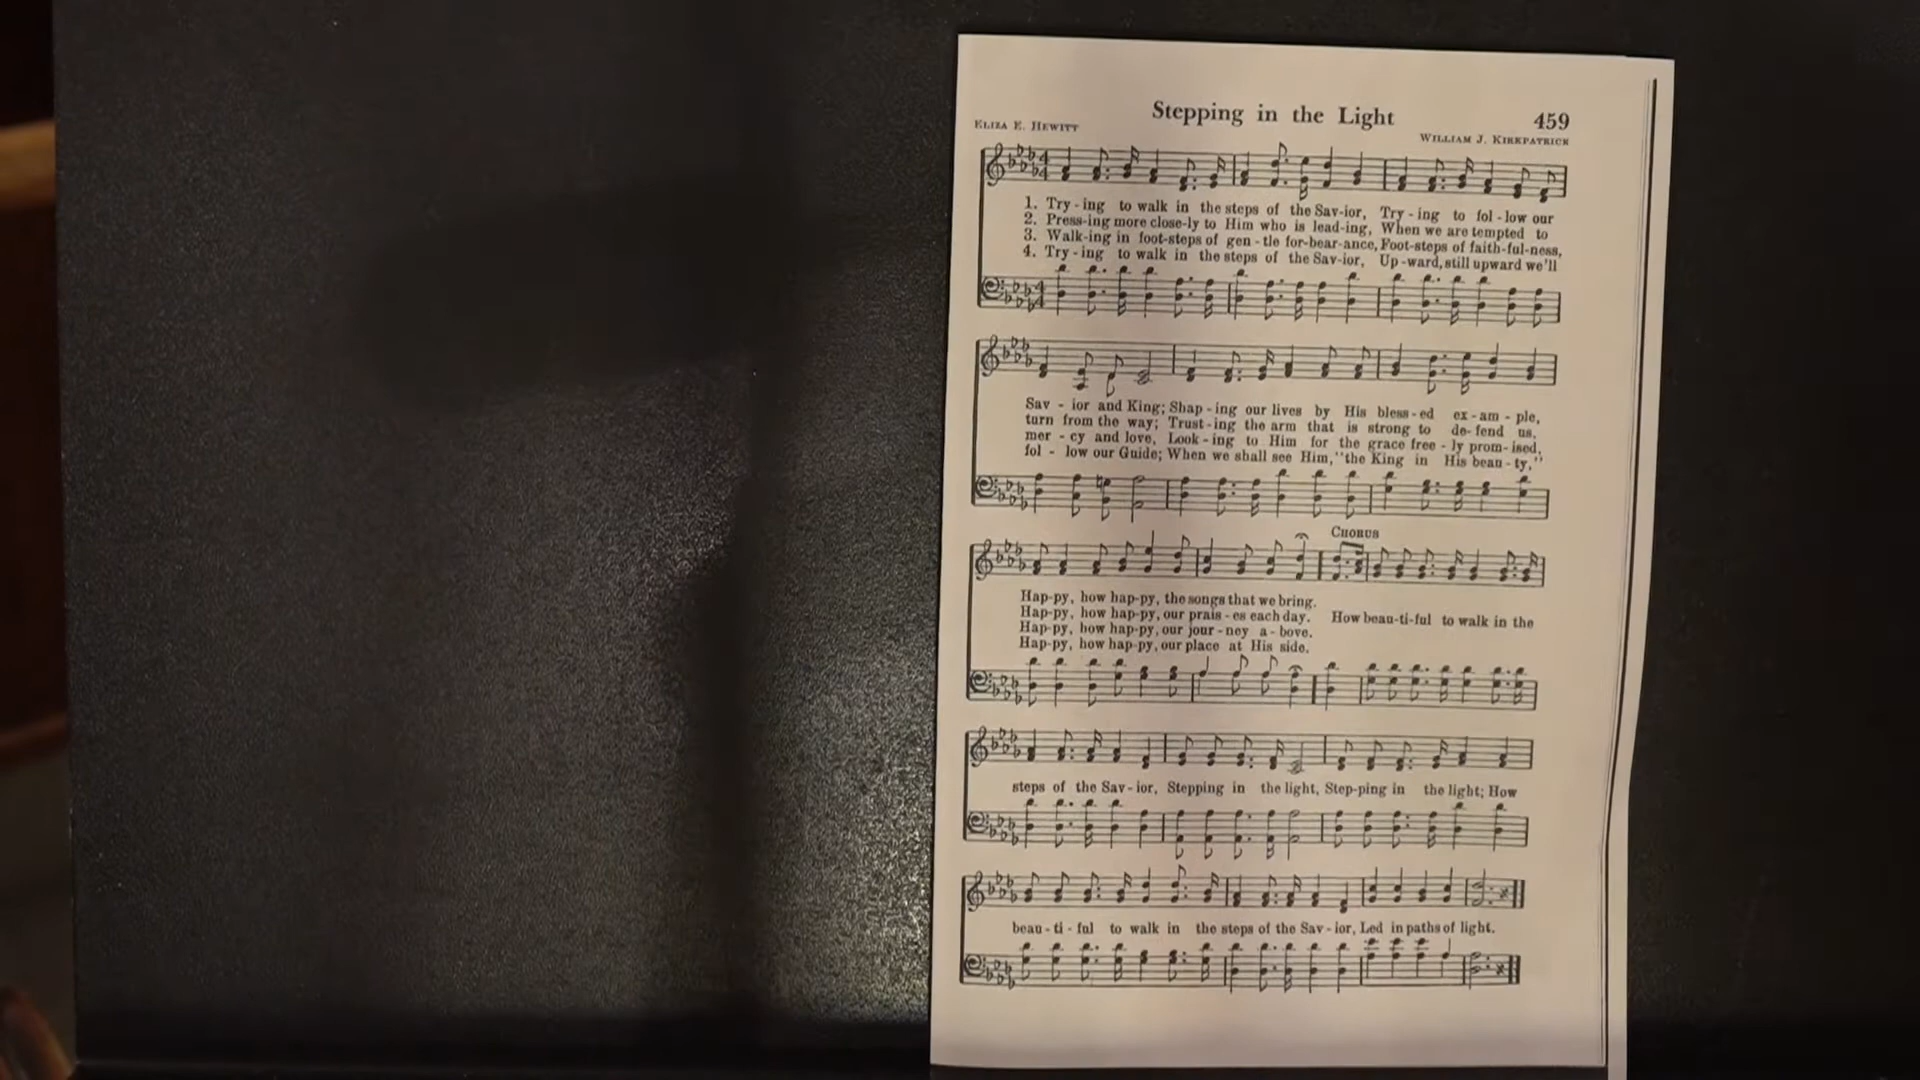 Stepping in the Light 459
ELIZA E. HEWITT
WILLIAM J. KIRKPATRICK
1. Try - ing to walk in the steps of the Sav-ior, Try - ing to fol - low our
2. Press-ing more close-ly to Him who is lead-ing, When we are tempted to
3. Walk-ing in foot-steps of gen - tle for-bear-ance, Foot-steps of faith-ful-ness,
4. Try - ing to walk in the steps of the Sav-ior, Up - ward, still upward we'll
Sav - ior and King; Shap - ing our lives by His bless - ed ex - am - ple,
turn from the way; Trust - ing the arm that is strong to de - fend us,
mer - cy and love, Look - ing to Him for the grace free - ly prom - ised,
fol - low our Guide; When we shall see Him, "the King in His beau - ty,"
CHORUS
Hap-py, how hap-py, the songs that we bring.
Hap-py, how hap-py, our prais - es each day. How beau-ti-ful to walk in the
Hap-py, how hap-py, our jour - ney a - bove.
Hap-py, how hap-py, our place at His side.
steps of the Sav - ior, Stepping in the light, Step-ping in the light; How
beau - ti - ful to walk in the steps of the Sav - ior, Led in paths of light.